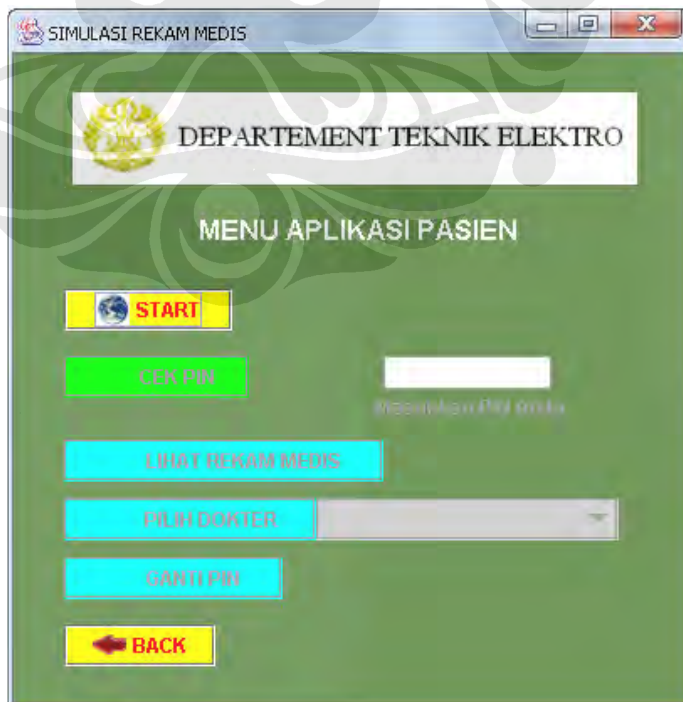 SIMULASI REKAM MEDIS
DEPARTEMENT TEKNIK ELEKTRO
MENU APLIKASI PASIEN
START
CEK PIN
Masukkan PIN Anda
LIHAT REKAM MEDIS
PILIH DOKTER
GANTI PIN
BACK